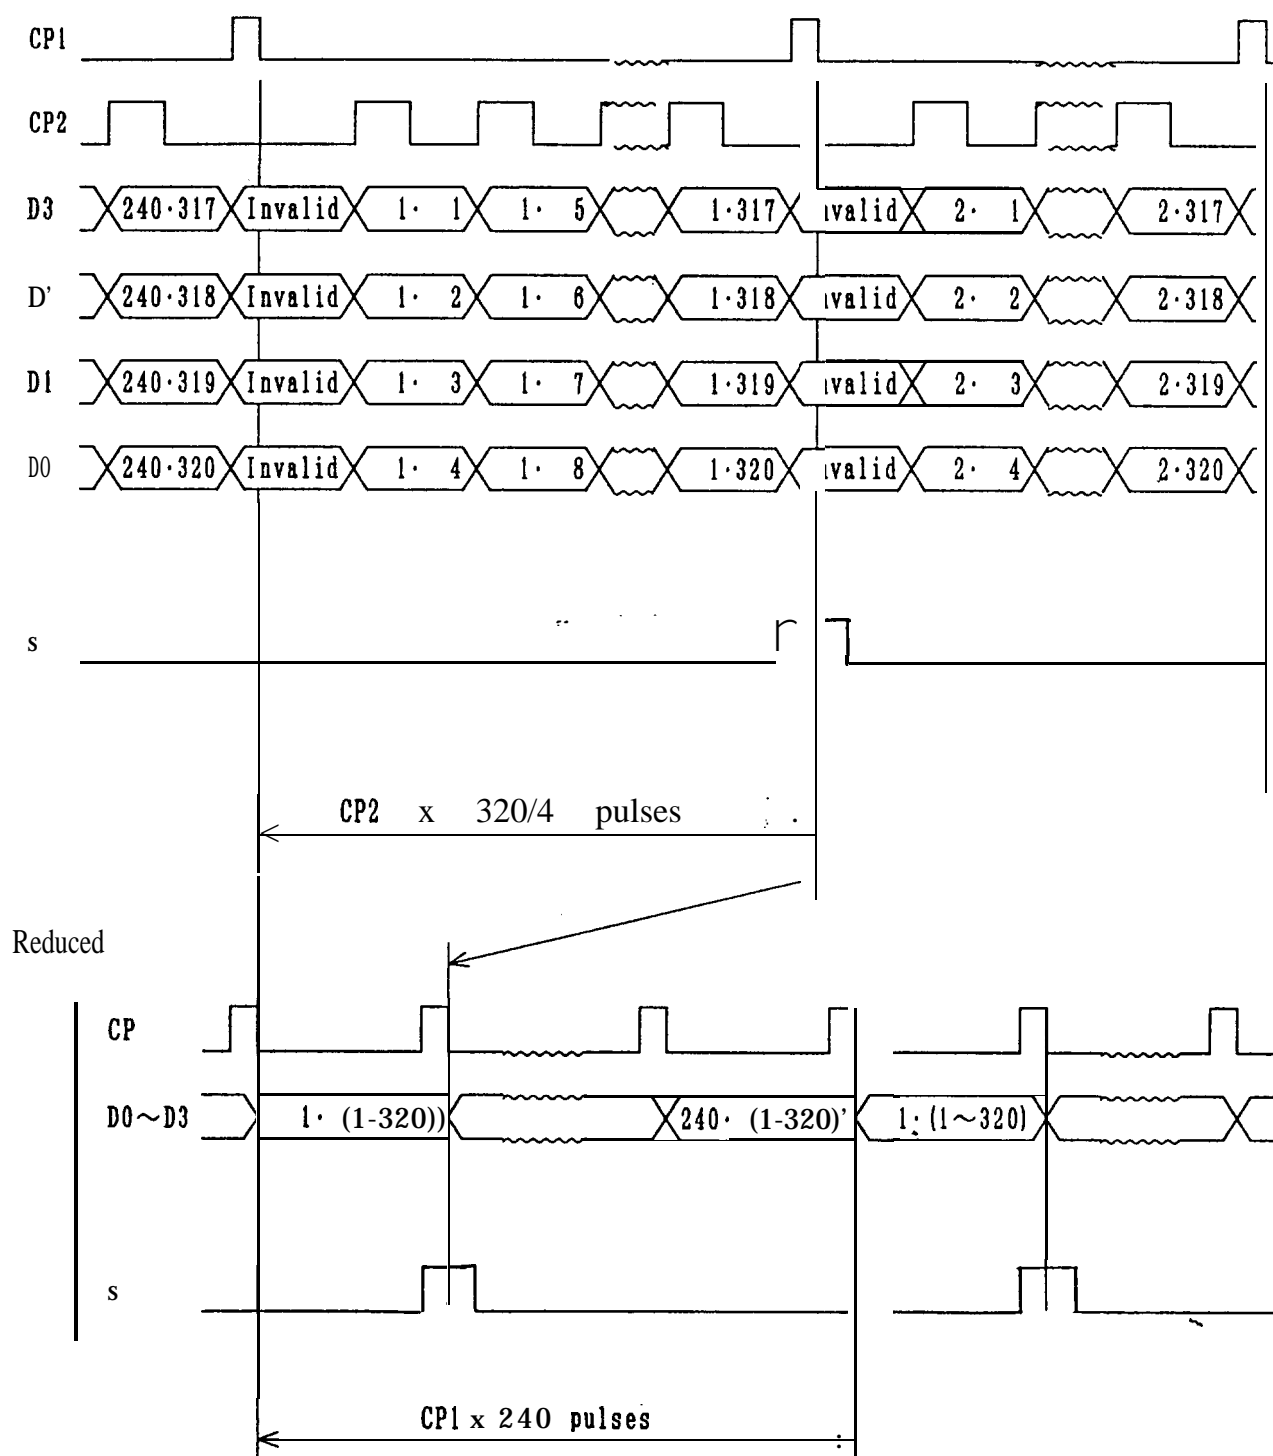 CP1
CP2
D3 240·317 Invalid 1· 1 1· 5 1·317 valid 2· 1 2·317
D' 240·318 Invalid 1· 2 1· 6 1·318 valid 2· 2 2·318
D1 240·319 Invalid 1· 3 1· 7 1·319 valid 2· 3 2·319
D0 240·320 Invalid 1· 4 1· 8 1·320 valid 2· 4 2·320
s
CP2 x 320/4 pulses
Reduced
CP
D0~D3 1· (1-320)) 240· (1-320)' 1· (1~320)
s
CP1 x 240 pulses